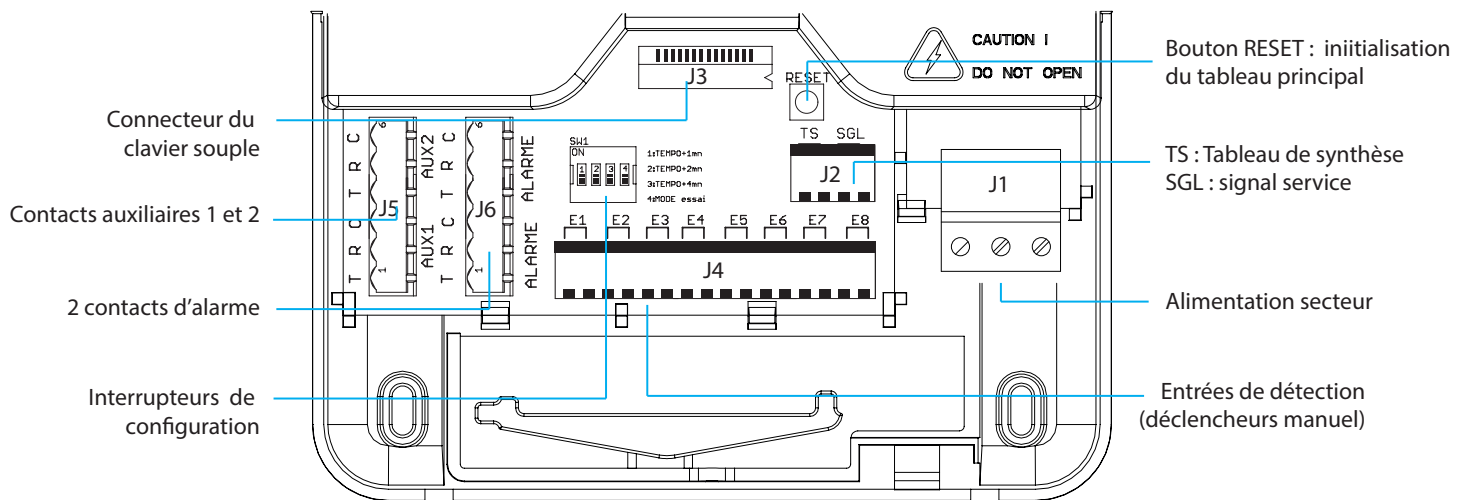 CAUTION !
DO NOT OPEN
Bouton RESET : iniitialisation
du tableau principal
J3
RESET
Connecteur du
clavier souple
TS SGL
J2
TS : Tableau de synthèse
SGL : signal service
J1
SW1
ON
1 2 3 4
1:TEMPO+1mn
2:TEMPO+2mn
3:TEMPO+4mn
4:MODE essai
Contacts auxiliaires 1 et 2
T R C T R C
1 6
J5
AUX1 AUX2
T R C T R C
1 6
J6
ALARME ALARME
E1 E2 E3 E4 E5 E6 E7 E8
J4
2 contacts d’alarme
Alimentation secteur
Interrupteurs de
configuration
Entrées de détection
(déclencheurs manuel)